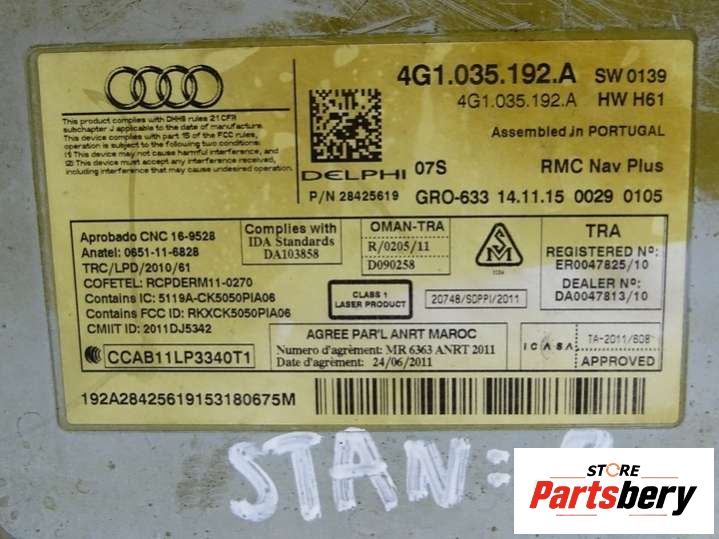 4G1.035.192.A SW 0139
4G1.035.192.A HW H61
Assembled in PORTUGAL
This product complies with DHHS rules 21 CFR
subchapter J applicable to the date of manufacture.
This device complies with part 15 of the FCC rules,
operation is subject to the following two conditions:
(1) This device may not cause harmful interference, and
(2) This device must accept any interference received,
including interference that may cause undesired operation.
DELPHI 07S RMC Nav Plus
P/N 28425619 GRO-633 14.11.15 0029 0105
Aprobado CNC 16-9528
Anatel: 0651-11-6828
TRC/LPD/2010/61
COFETEL: RCPDERM11-0270
Contains IC: 5119A-CK5050PIA06
Contains FCC ID: RKXCK5050PIA06
CMIIT ID: 2011DJ5342
CCAB11LP3340T1
Complies with
IDA Standards
DA103858
OMAN-TRA
R/0205/11
D090258
TRA
REGISTERED Nº:
ER0047825/10
DEALER Nº:
DA0047813/10
CLASS 1
LASER PRODUCT
20748/SDPPI/2011
AGREE PAR'L ANRT MAROC
Numero d'agrément: MR 6363 ANRT 2011
Date d'agrément: 24/06/2011
ICASA
TA-2011/608
APPROVED
192A28425619153180675M
STAN:
STORE
Partsbery